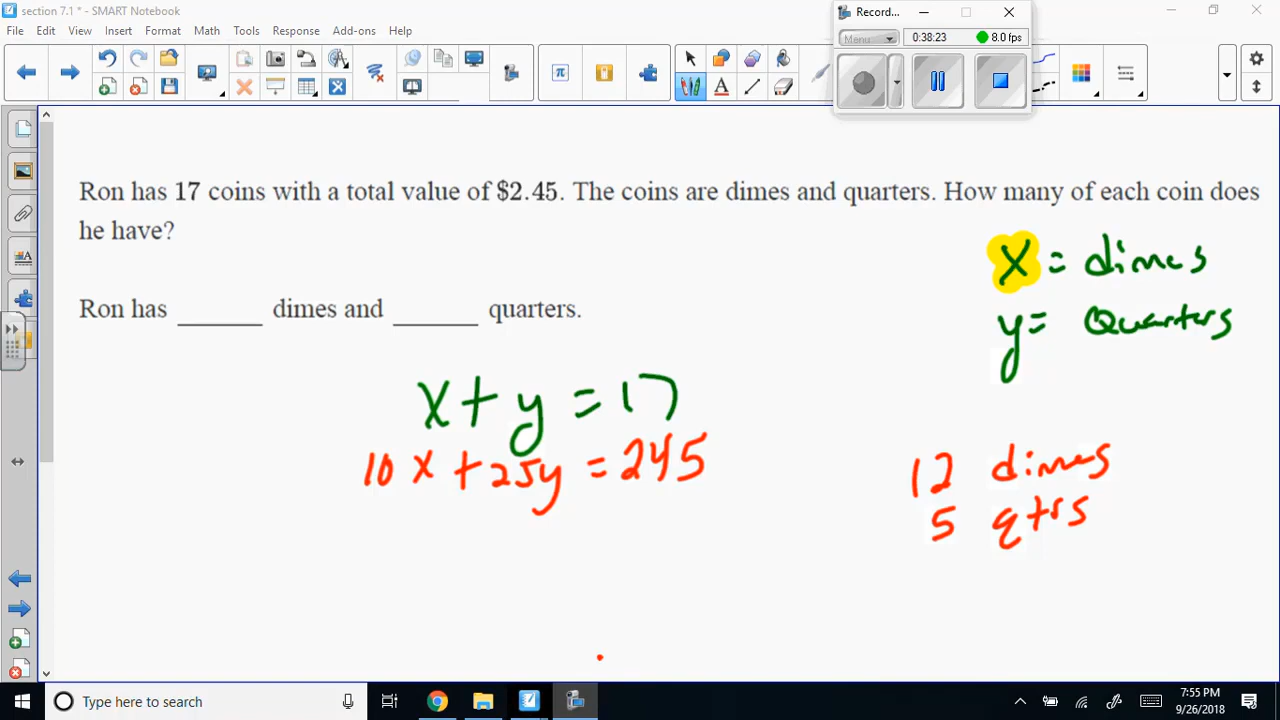 section 7.1 * - SMART Notebook
Record...
File Edit View Insert Format Math Tools Response Add-ons Help
Menu
0:38:23
8.0 fps
Ron has 17 coins with a total value of $2.45. The coins are dimes and quarters. How many of each coin does
he have?
x = dimes
Ron has ______ dimes and ______ quarters.
y = Quarters
x + y = 17
10x + 25y = 245
12 dimes
5 qtrs
Type here to search
7:55 PM
9/26/2018